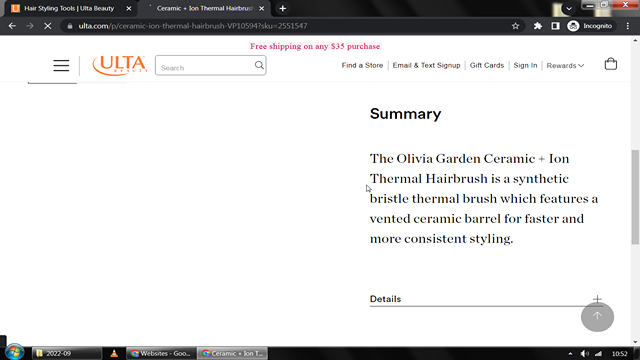 Hair Styling Tools | Ulta Beauty
Ceramic + Ion Thermal Hairbrush
ulta.com/p/ceramic-ion-thermal-hairbrush-VP10594?sku=2551547
Incognito
Free shipping on any $35 purchase
ULTA
BEAUTY
Search
Find a Store
Email & Text Signup
Gift Cards
Sign In
Rewards
Summary
The Olivia Garden Ceramic + Ion
Thermal Hairbrush is a synthetic
bristle thermal brush which features a
vented ceramic barrel for faster and
more consistent styling.
Details
2022-09
Websites - Goo...
Ceramic + Ion T...
10:52